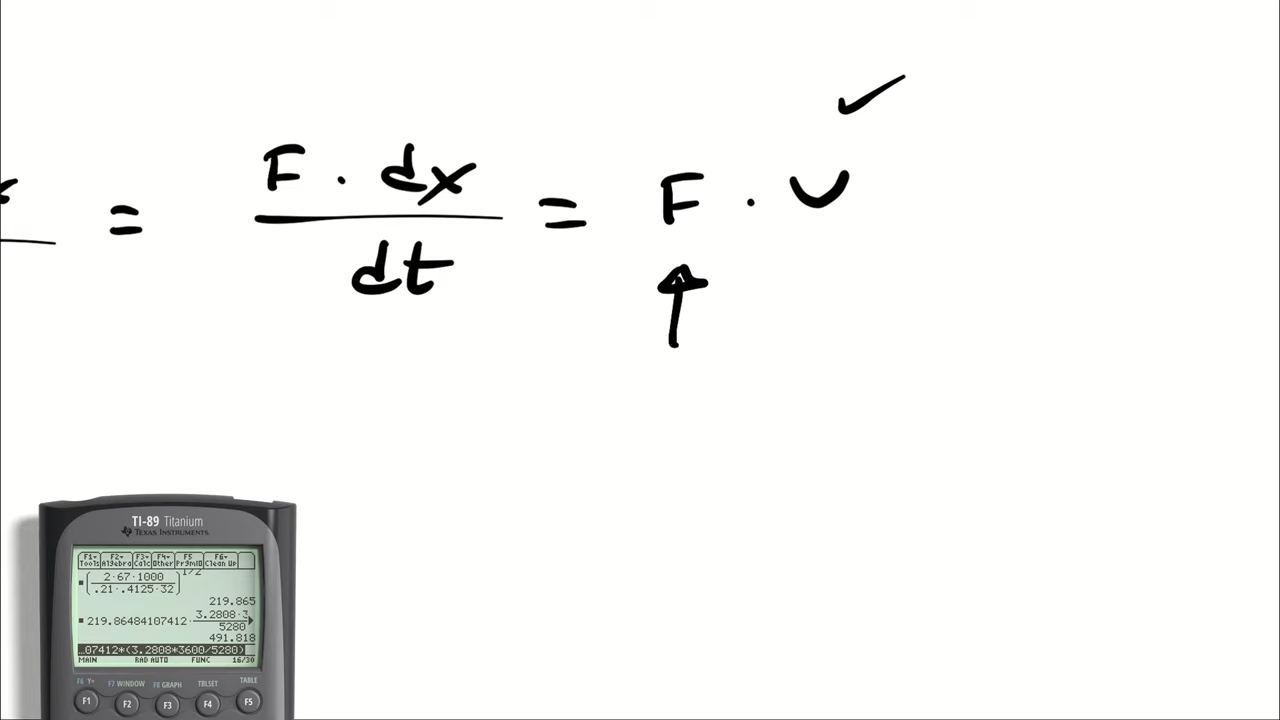 = F · dx / dt = F · v ✓
↑
TI-89 Titanium
TEXAS INSTRUMENTS
F1 F2 F3 F4 F5 F6
Tools Algebra Calc Other PrgmIO Clean Up
(2·67·1000 / .21·.4125·32)^1/2
219.865
219.86484107412 · 3.2808·3 / 5280
491.818
…07412*(3.2808*3600/5280)
MAIN RAD AUTO FUNC 16/30
F6 Y= F7 WINDOW F8 GRAPH TBLSET TABLE
F1 F2 F3 F4 F5